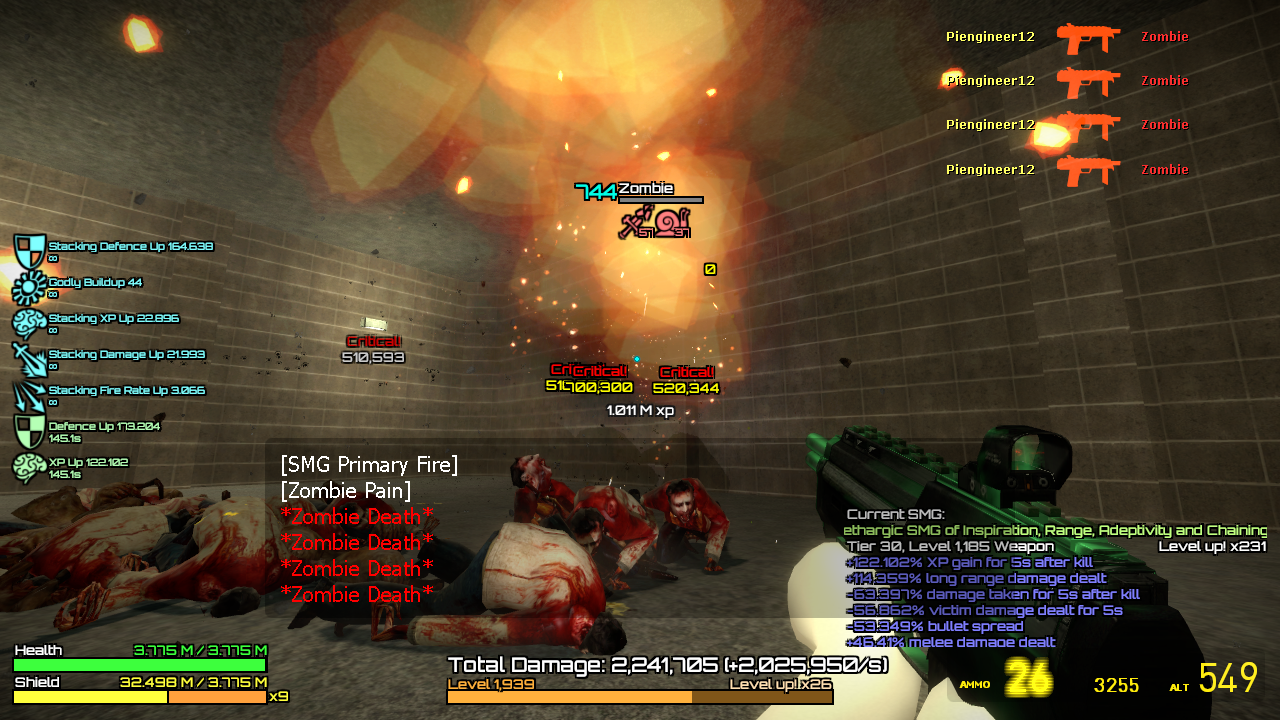 Piengineer12 Zombie
Piengineer12 Zombie
Piengineer12 Zombie
Piengineer12 Zombie
744 Zombie
51 37
0
Stacking Defence Up 164.638
∞
Godly Buildup 44
∞
Stacking XP Up 22.896
∞
Stacking Damage Up 21.993
∞
Stacking Fire Rate Up 3.066
∞
Defence Up 173.204
145.1s
XP Up 122.102
145.1s
Critical!
510,593
Critical!
700,300
Critical!
520,344
1.011 M xp
[SMG Primary Fire]
[Zombie Pain]
*Zombie Death*
*Zombie Death*
*Zombie Death*
*Zombie Death*
Current SMG:
ethargic SMG of Inspiration, Range, Adeptivity and Chaining
Tier 30, Level 1,185 Weapon Level up! x231
+122.102% XP gain for 5s after kill
+114.359% long range damage dealt
-63.397% damage taken for 5s after kill
-56.862% victim damage dealt for 5s
-53.349% bullet spread
+46.41% melee damage dealt
Health 3.775 M / 3.775 M
Shield 32.498 M / 3.775 M
x9
Total Damage: 2,241,705 (+2,025,950/s)
Level 1,939 Level up! x26
AMMO 26 3255 ALT 549